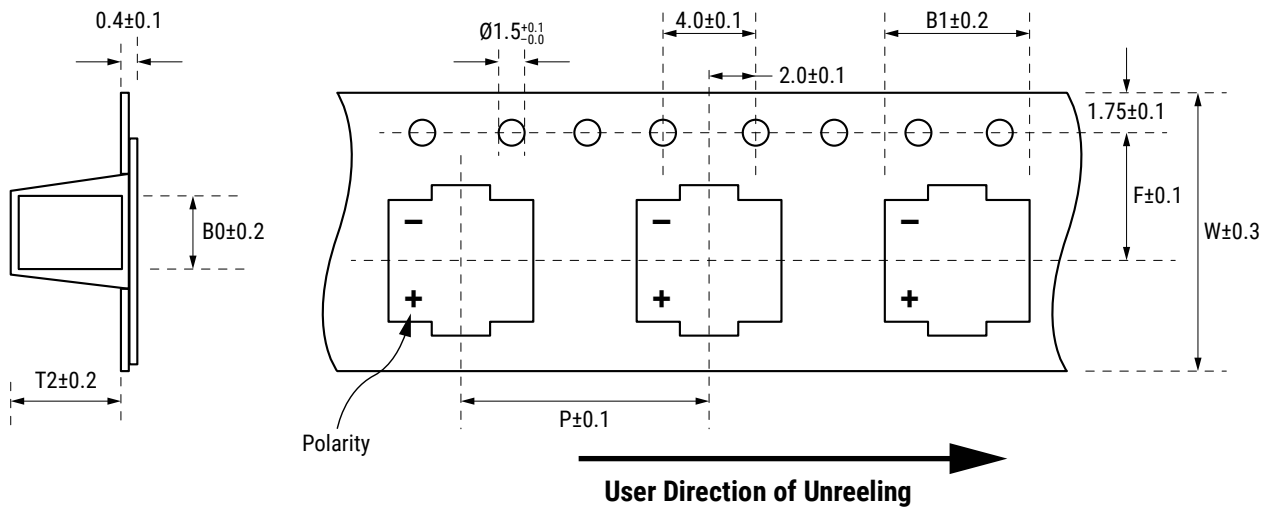 0.4±0.1
Ø1.5+0.1
−0.0
4.0±0.1
B1±0.2
2.0±0.1
1.75±0.1
F±0.1
W±0.3
B0±0.2
−
−
−
+
+
+
T2±0.2
P±0.1
Polarity
User Direction of Unreeling